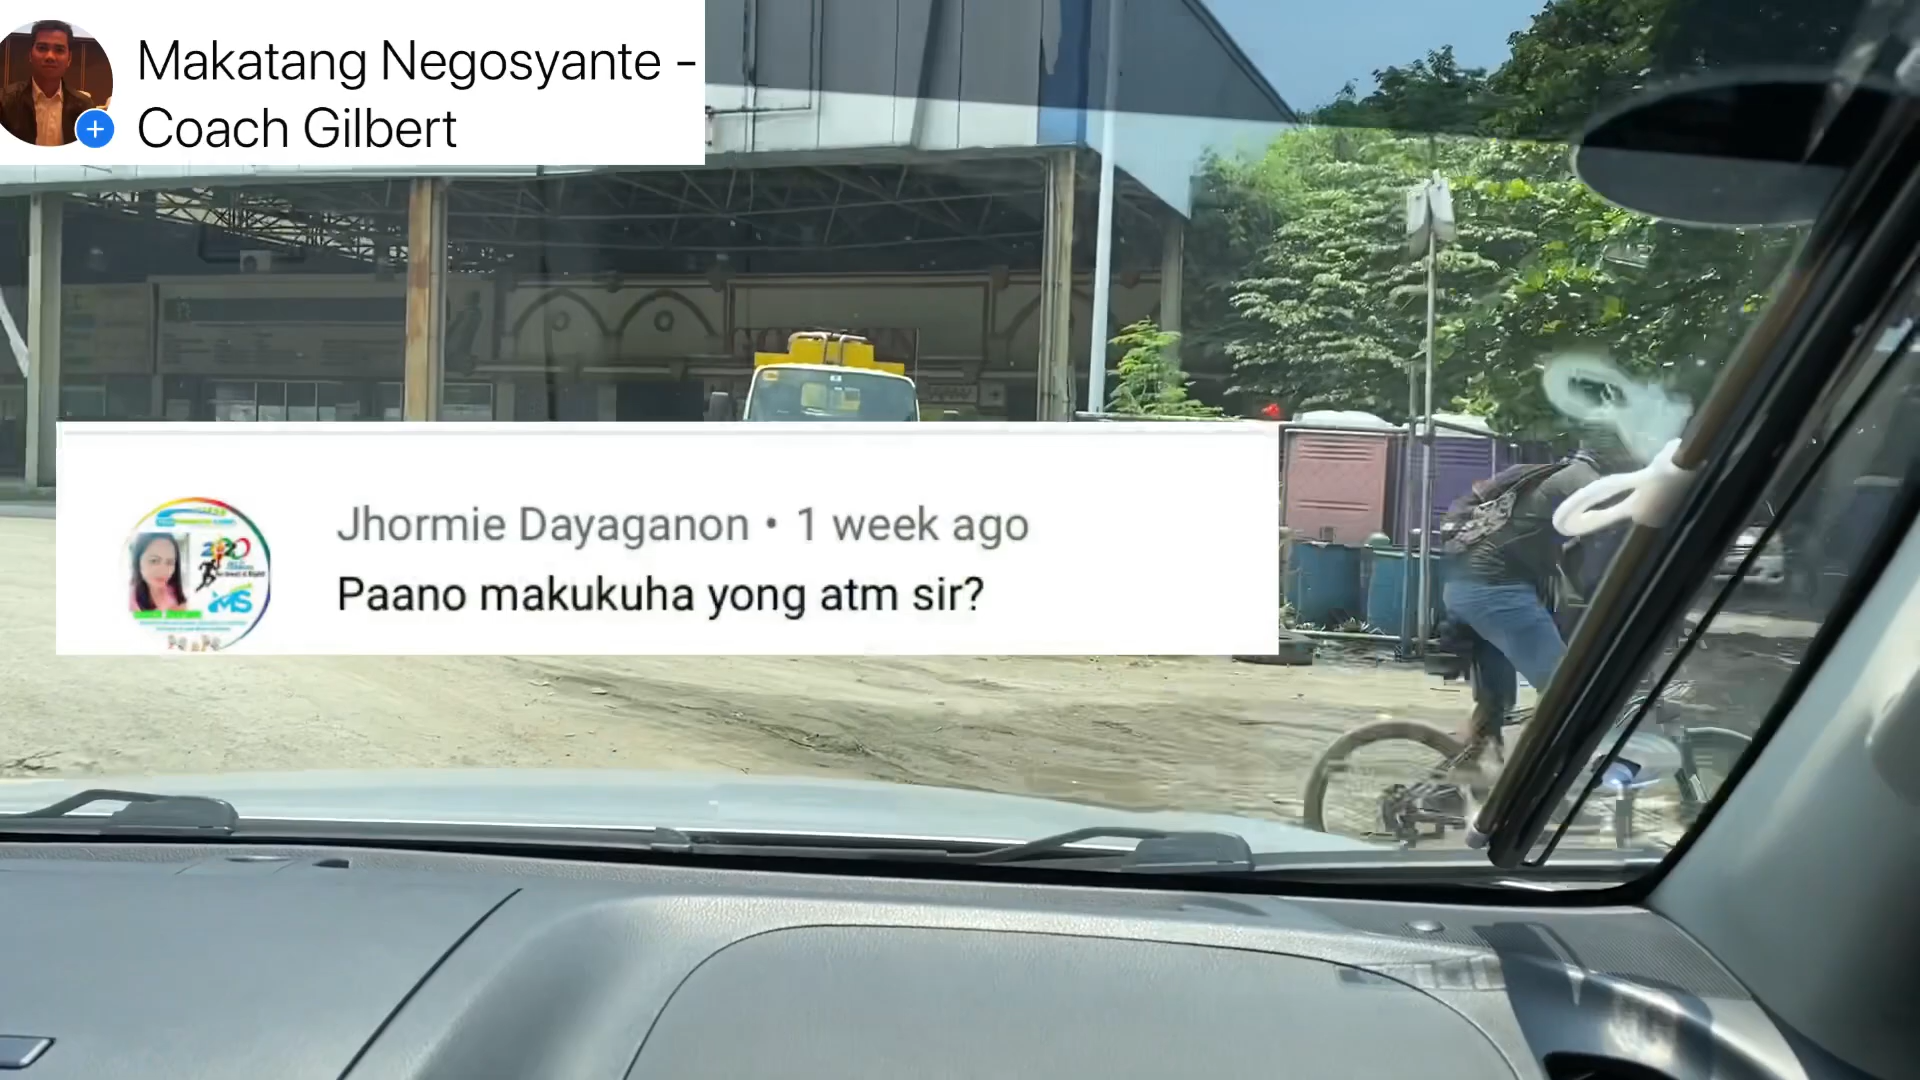 Makatang Negosyante -
Coach Gilbert
Jhormie Dayaganon • 1 week ago
Paano makukuha yong atm sir?